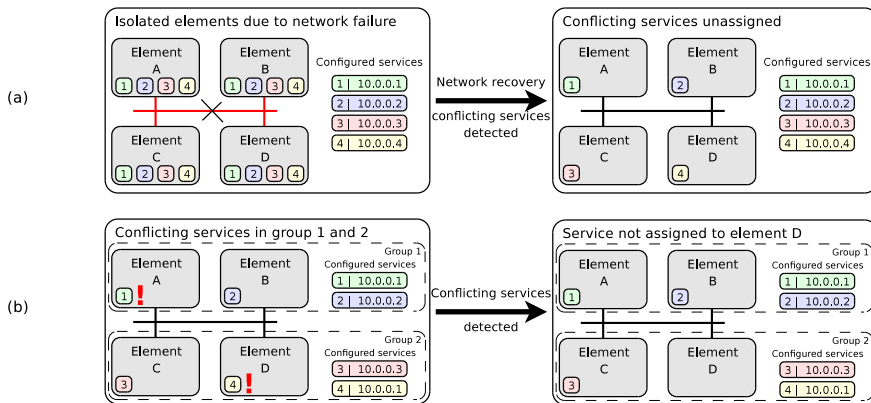 (a)
Isolated elements due to network failure
Element
A
1 2 3 4
Element
B
1 2 3 4
Configured services
1 | 10.0.0.1
2 | 10.0.0.2
3 | 10.0.0.3
4 | 10.0.0.4
Element
C
1 2 3 4
Element
D
1 2 3 4
Network recovery
conflicting services
detected
Conflicting services unassigned
Element
A
1
Element
B
2
Configured services
1 | 10.0.0.1
2 | 10.0.0.2
3 | 10.0.0.3
4 | 10.0.0.4
Element
C
3
Element
D
4
(b)
Conflicting services in group 1 and 2
Group 1
Element
A
1 !
Element
B
2
Configured services
1 | 10.0.0.1
2 | 10.0.0.2
Group 2
Element
C
3
Element
D
4 !
Configured services
3 | 10.0.0.3
4 | 10.0.0.1
Conflicting services
detected
Service not assigned to element D
Group 1
Element
A
1
Element
B
2
Configured services
1 | 10.0.0.1
2 | 10.0.0.2
Group 2
Element
C
3
Element
D
Configured services
3 | 10.0.0.3
4 | 10.0.0.1